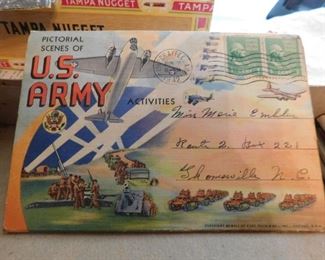 TAMPA NUGGET
TAMPA NUGGET
PICTORIAL
SCENES OF
U.S.
ARMY
ACTIVITIES
Miss Marie
Route 2. Box 221
Thomasville N.C.